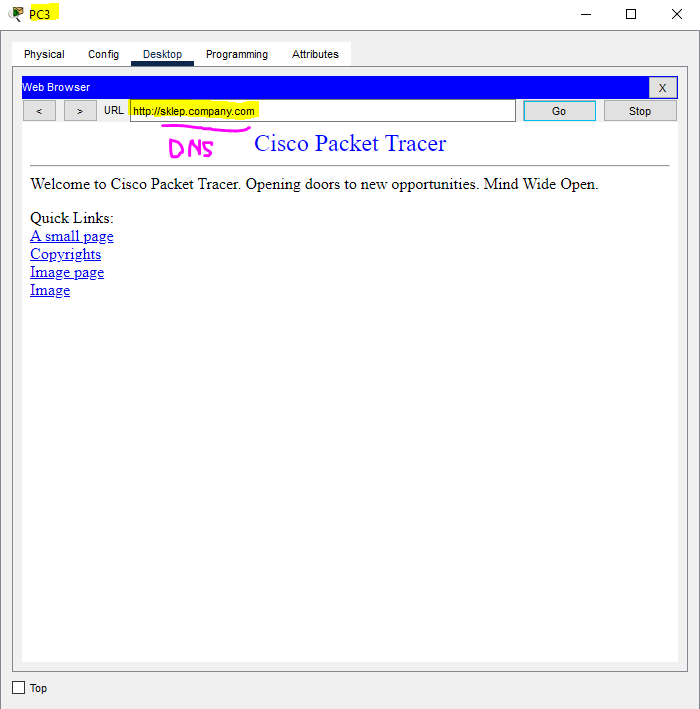 PC3
Physical Config Desktop Programming Attributes
Web Browser X
< > URL http://sklep.company.com Go Stop
DNS
Cisco Packet Tracer
Welcome to Cisco Packet Tracer. Opening doors to new opportunities. Mind Wide Open.
Quick Links:
A small page
Copyrights
Image page
Image
Top